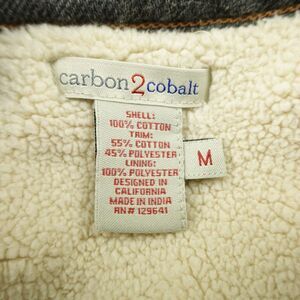 carbon2cobalt
SHELL:
100% COTTON
TRIM:
55% COTTON
45% POLYESTER
LINING:
100% POLYESTER
DESIGNED IN
CALIFORNIA
MADE IN INDIA
RN# 129641
M